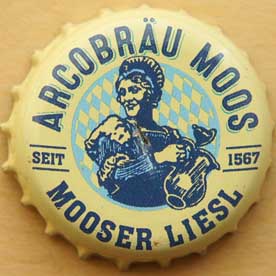 ARCOBRÄU MOOS
SEIT 1567
MOOSER LIESL